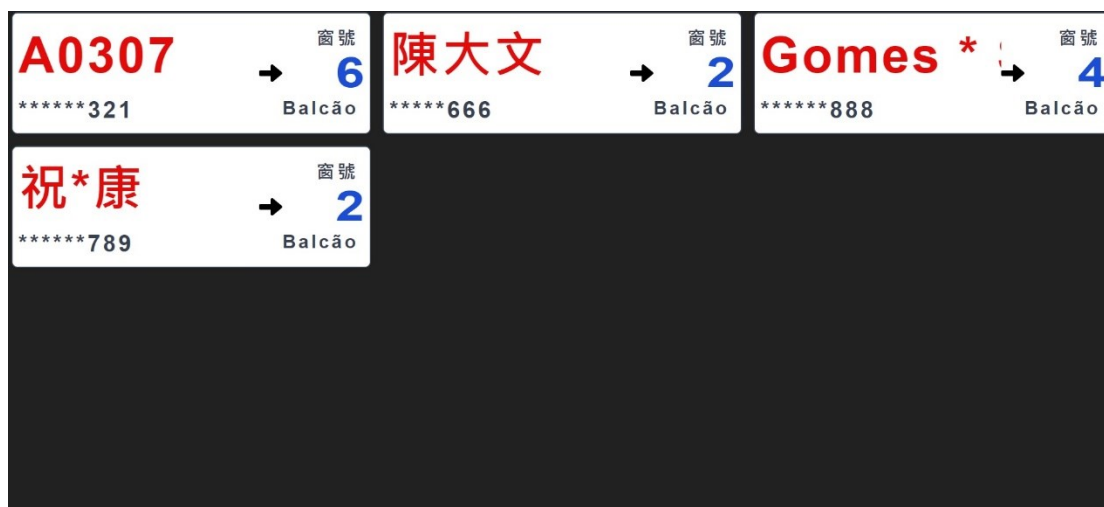 A0307
窗號
6
******321
Balcão
陳大文
窗號
2
*****666
Balcão
Gomes *
窗號
4
******888
Balcão
祝*康
窗號
2
******789
Balcão